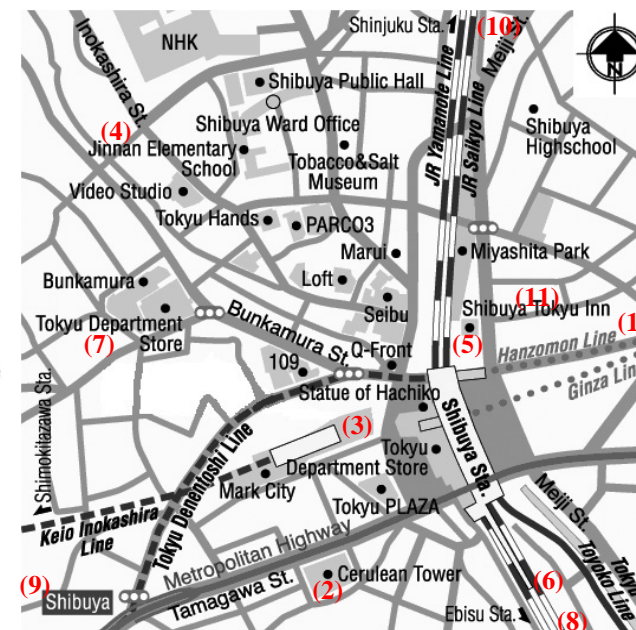 Shinjuku Sta.
(10)
NHK
Inokashira St.
Meiji St.
N
Shibuya Public Hall
JR Yamanote Line
JR Saikyo Line
Shibuya Ward Office
Shibuya
Highschool
(4)
Jinnan Elementary
School
Tobacco&Salt
Museum
Video Studio
Tokyu Hands
PARCO3
Marui
Miyashita Park
Bunkamura
Loft
(11)
Seibu
Shibuya Tokyu Inn
Tokyu Department
Store
Bunkamura St.
(7)
(5)
(1
Hanzomon Line
Q-Front
109
Ginza Lin
Statue of Hachiko
Shimokitazawa Sta.
(3)
Shibuya Sta.
Tokyu
Department Store
Mark City
Tokyu PLAZA
Tokyu Denentoshi Line
Keio Inokashira
Line
Meiji St.
Metropolitan Highway
Tokyu
Toyoko Line
(9)
Shibuya
Tamagawa St.
(2)
Cerulean Tower
(6)
Ebisu Sta.
(8)